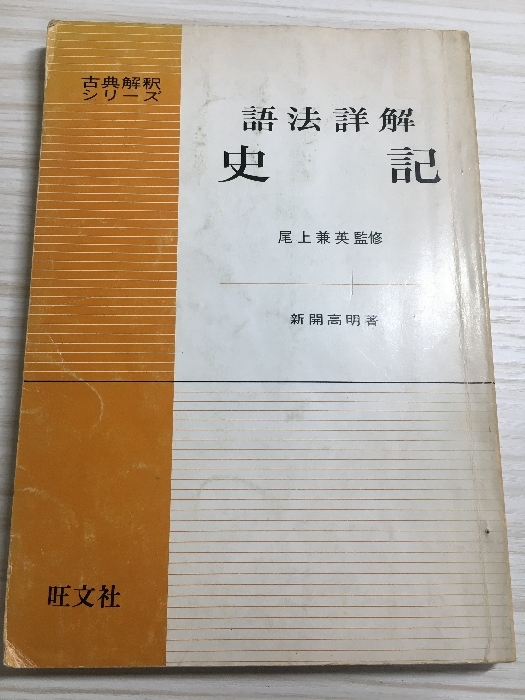 古典解釈
シリーズ
語法詳解
史記
尾上兼英監修
新開高明著
旺文社